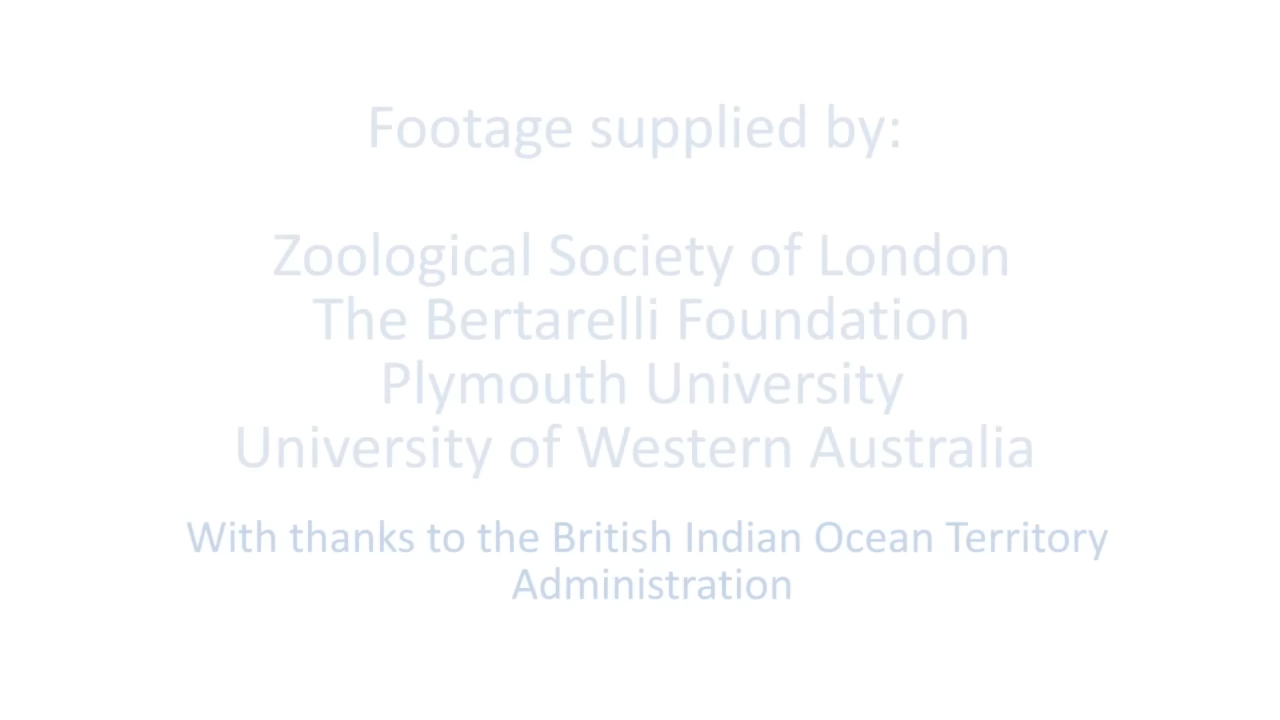 Footage supplied by:
Zoological Society of London
The Bertarelli Foundation
Plymouth University
University of Western Australia
With thanks to the British Indian Ocean Territory
Administration